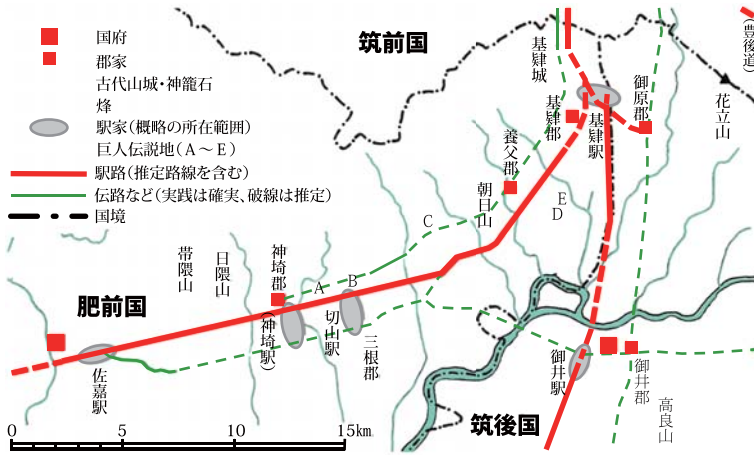 国府
郡家
古代山城・神籠石
烽
駅家（概略の所在範囲）
巨人伝説地（A～E）
駅路（推定路線を含む）
伝路など（実践は確実、破線は推定）
国境
筑前国
基肄城
(豊後道)
花立山
御原郡
基肄駅
基肄郡
養父郡
朝日山
E
D
C
帯隈山
日隈山
神埼郡
A
B
肥前国
(神埼駅)
切山駅
三根郡
佐嘉駅
御井駅
御井郡
高良山
筑後国
0
5
10
15km